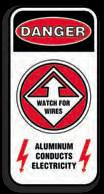 DANGER
WATCH FOR
WIRES
ALUMINUM
CONDUCTS
ELECTRICITY